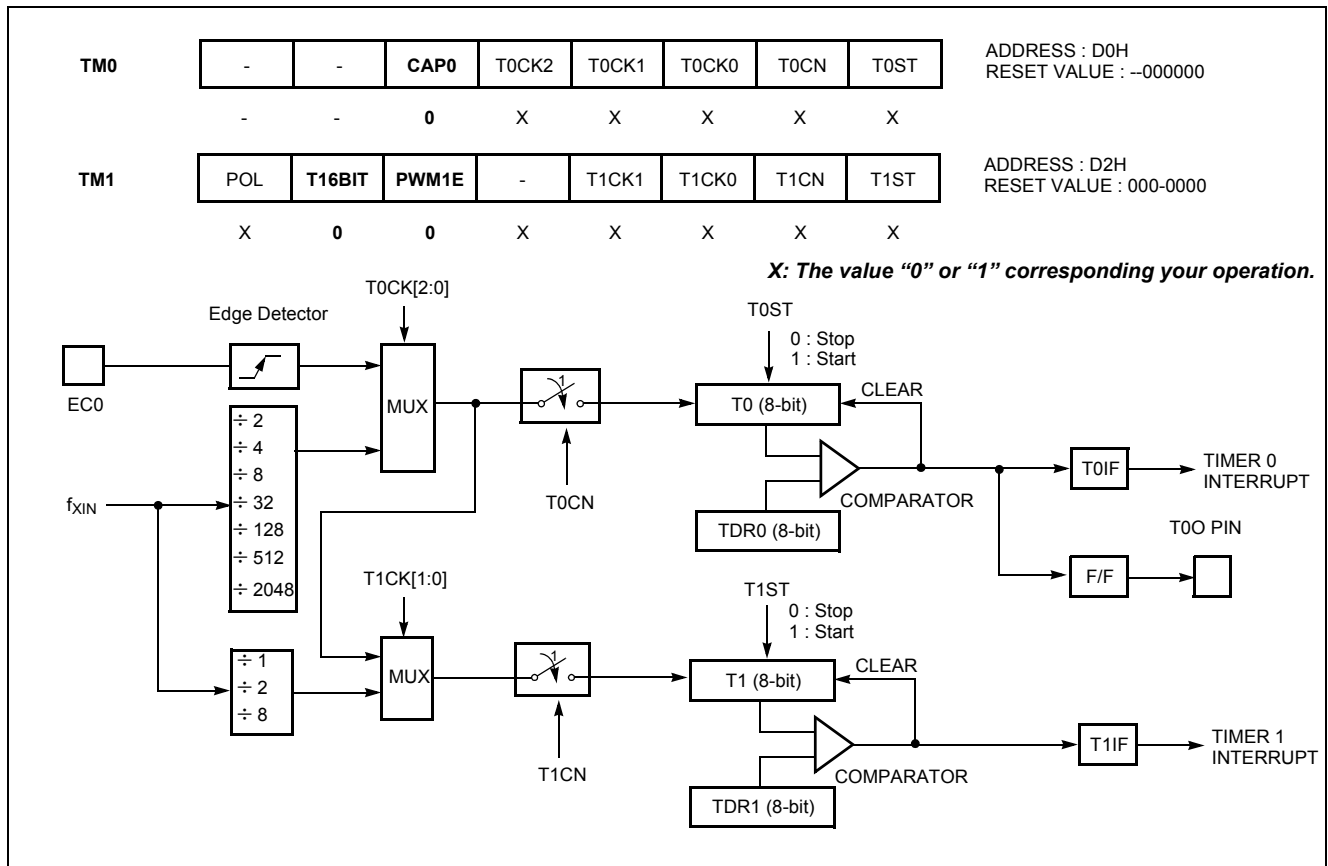 TM0 - - CAP0 T0CK2 T0CK1 T0CK0 T0CN T0ST
ADDRESS : D0H
RESET VALUE : --000000
- - 0 X X X X X
TM1 POL T16BIT PWM1E - T1CK1 T1CK0 T1CN T1ST
ADDRESS : D2H
RESET VALUE : 000-0000
X 0 0 X X X X X
X: The value “0” or “1” corresponding your operation.
T0CK[2:0]
Edge Detector
EC0
MUX
1
T0CN
T0ST
0 : Stop
1 : Start
T0 (8-bit)
CLEAR
COMPARATOR
TDR0 (8-bit)
T0IF
TIMER 0
INTERRUPT
T0O PIN
F/F
fXIN
÷ 2
÷ 4
÷ 8
÷ 32
÷ 128
÷ 512
÷ 2048
T1CK[1:0]
÷ 1
÷ 2
÷ 8
MUX
1
T1CN
T1ST
0 : Stop
1 : Start
T1 (8-bit)
CLEAR
COMPARATOR
TDR1 (8-bit)
T1IF
TIMER 1
INTERRUPT